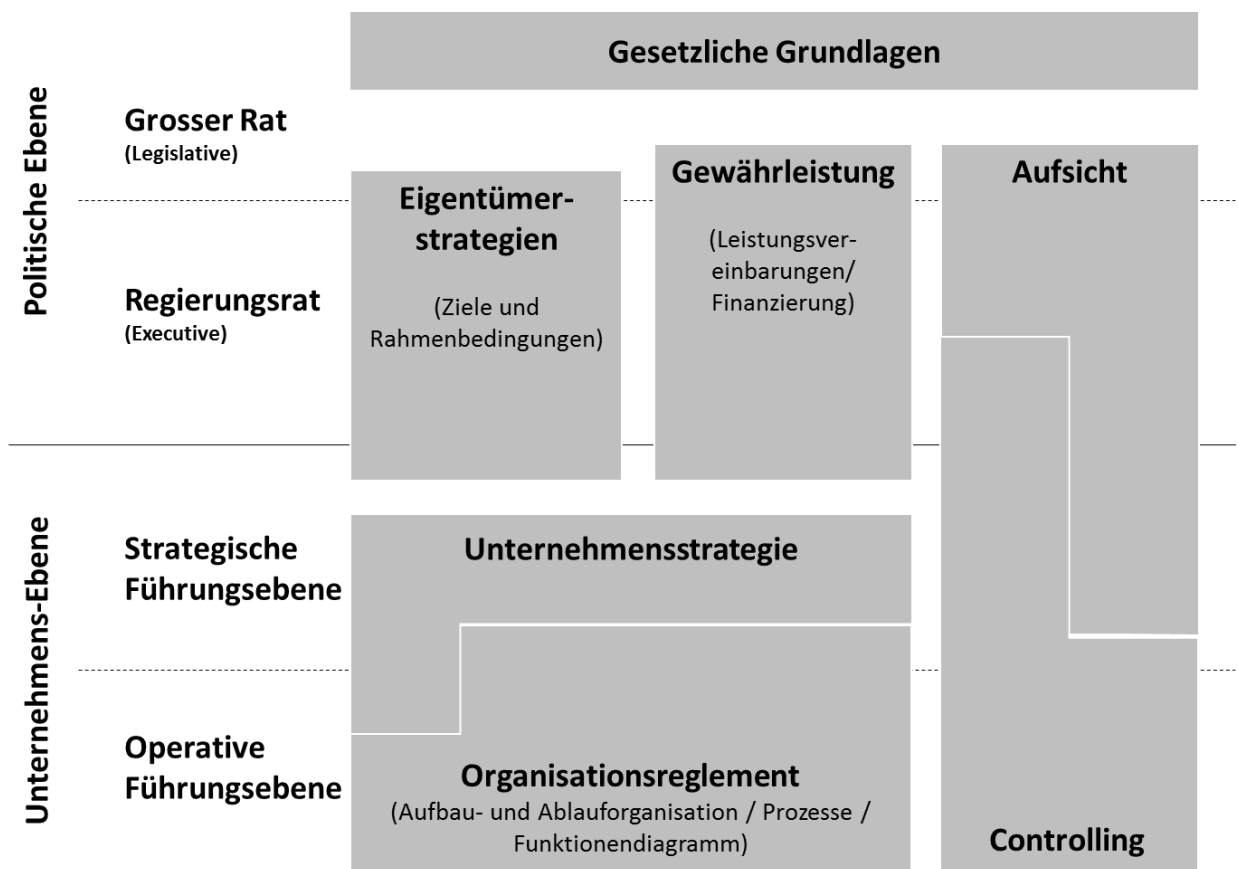 Gesetzliche Grundlagen
Politische Ebene
Grosser Rat
(Legislative)
Regierungsrat
(Executive)
Eigentümer-
strategien
(Ziele und
Rahmenbedingungen)
Gewährleistung
(Leistungsver-
einbarungen/
Finanzierung)
Aufsicht
Unternehmens-Ebene
Strategische
Führungsebene
Operative
Führungsebene
Unternehmensstrategie
Organisationsreglement
(Aufbau- und Ablauforganisation / Prozesse /
Funktionendiagramm)
Controlling